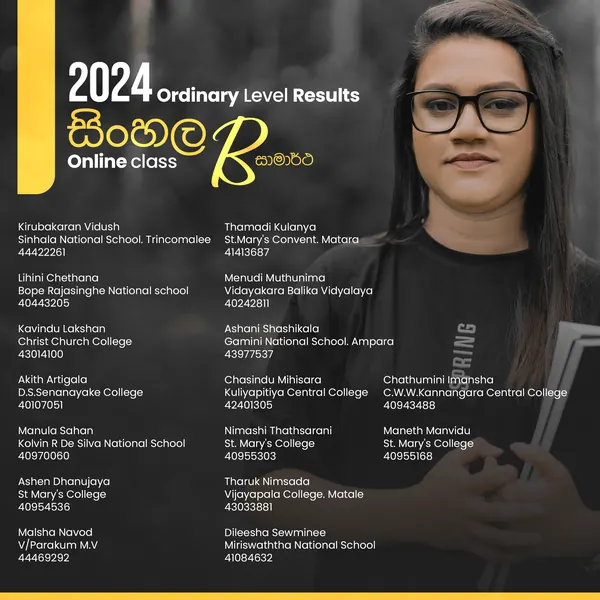 2024 Ordinary Level Results
සිංහල
Online class
B සාමාර්ථ
Kirubakaran Vidush
Sinhala National School. Trincomalee
44422261
Lihini Chethana
Bope Rajasinghe National school
40443205
Kavindu Lakshan
Christ Church College
43014100
Akith Artigala
D.S.Senanayake College
40107051
Manula Sahan
Kolvin R De Silva National School
40970060
Ashen Dhanujaya
St Mary's College
40954536
Malsha Navod
V/Parakum M.V
44469292
Thamadi Kulanya
St.Mary's Convent. Matara
41413687
Menudi Muthunima
Vidayakara Balika Vidyalaya
40242811
Ashani Shashikala
Gamini National School. Ampara
43977537
Chasindu Mihisara
Kuliyapitiya Central College
42401305
Nimashi Thathsarani
St. Mary's College
40955303
Tharuk Nimsada
Vijayapala College. Matale
43033881
Dileesha Sewminee
Miriswaththa National School
41084632
Chathumini Imansha
C.W.W.Kannangara Central College
40943488
Maneth Manvidu
St. Mary's College
40955168
SPRING